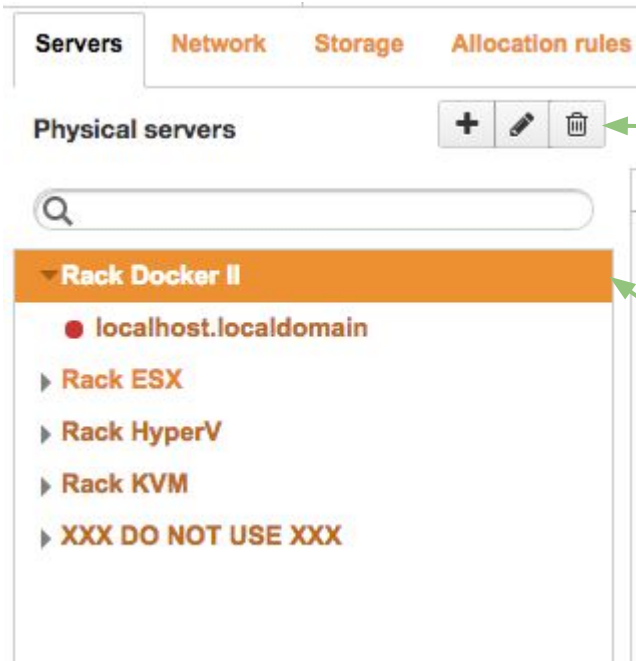 Servers Network Storage Allocation rules
Physical servers
Rack Docker II
localhost.localdomain
Rack ESX
Rack HyperV
Rack KVM
XXX DO NOT USE XXX